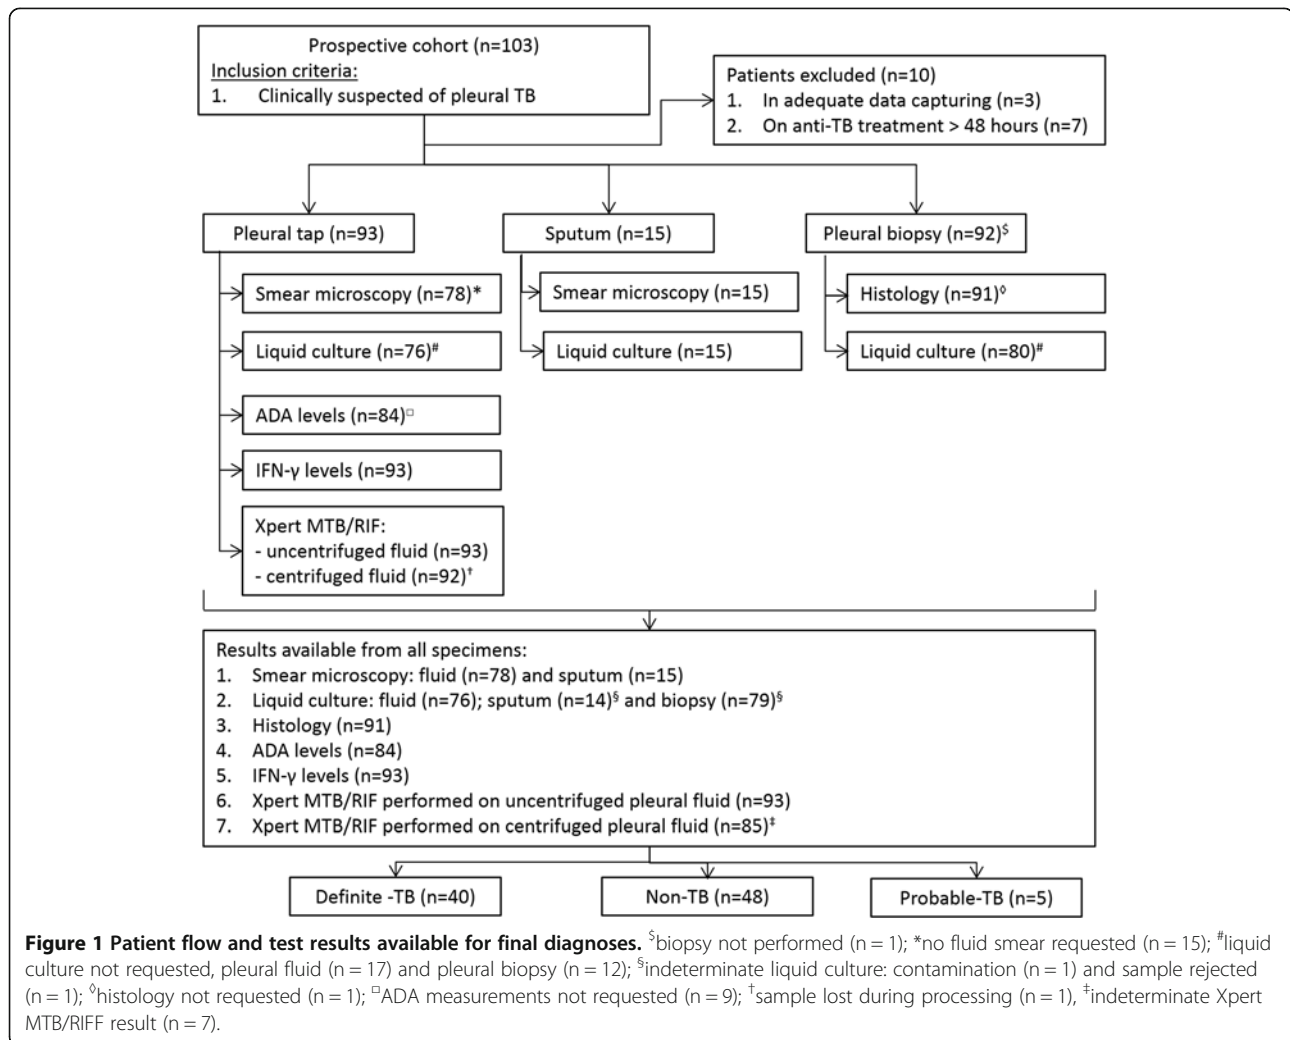 Prospective cohort (n=103)
Inclusion criteria:
1. Clinically suspected of pleural TB
Patients excluded (n=10)
1. In adequate data capturing (n=3)
2. On anti-TB treatment > 48 hours (n=7)
Pleural tap (n=93)
Sputum (n=15)
Pleural biopsy (n=92)$
Smear microscopy (n=78)*
Smear microscopy (n=15)
Histology (n=91)◊
Liquid culture (n=76)#
Liquid culture (n=15)
Liquid culture (n=80)#
ADA levels (n=84)□
IFN-γ levels (n=93)
Xpert MTB/RIF:
- uncentrifuged fluid (n=93)
- centrifuged fluid (n=92)†
Results available from all specimens:
1. Smear microscopy: fluid (n=78) and sputum (n=15)
2. Liquid culture: fluid (n=76); sputum (n=14)§ and biopsy (n=79)§
3. Histology (n=91)
4. ADA levels (n=84)
5. IFN-γ levels (n=93)
6. Xpert MTB/RIF performed on uncentrifuged pleural fluid (n=93)
7. Xpert MTB/RIF performed on centrifuged pleural fluid (n=85)‡
Definite -TB (n=40)
Non-TB (n=48)
Probable-TB (n=5)
Figure 1 Patient flow and test results available for final diagnoses. $biopsy not performed (n = 1); *no fluid smear requested (n = 15); #liquid
culture not requested, pleural fluid (n = 17) and pleural biopsy (n = 12); §indeterminate liquid culture: contamination (n = 1) and sample rejected
(n = 1); ◊histology not requested (n = 1); □ADA measurements not requested (n = 9); †sample lost during processing (n = 1), ‡indeterminate Xpert
MTB/RIFF result (n = 7).